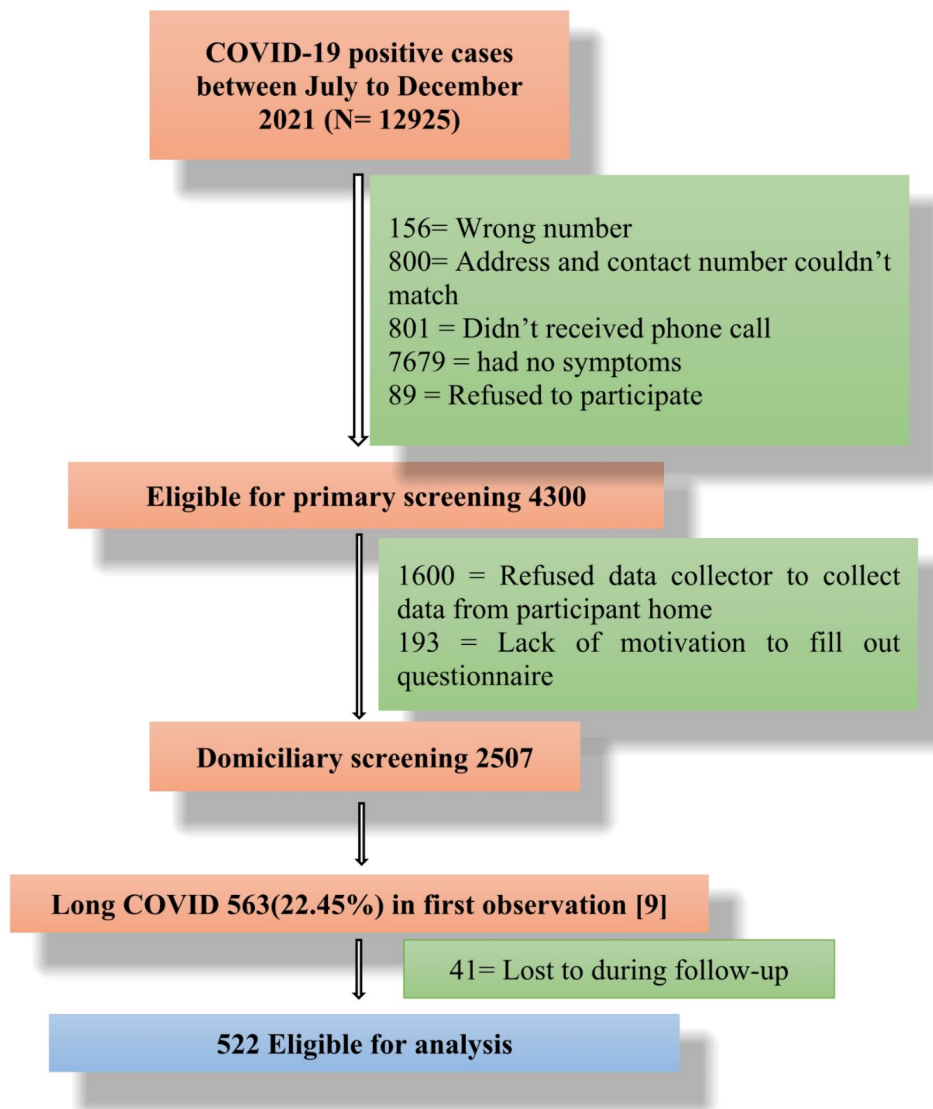 COVID-19 positive cases
between July to December
2021 (N= 12925)
156= Wrong number
800= Address and contact number couldn’t
match
801 = Didn’t received phone call
7679 = had no symptoms
89 = Refused to participate
Eligible for primary screening 4300
1600 = Refused data collector to collect
data from participant home
193 = Lack of motivation to fill out
questionnaire
Domiciliary screening 2507
Long COVID 563(22.45%) in first observation [9]
41= Lost to during follow-up
522 Eligible for analysis